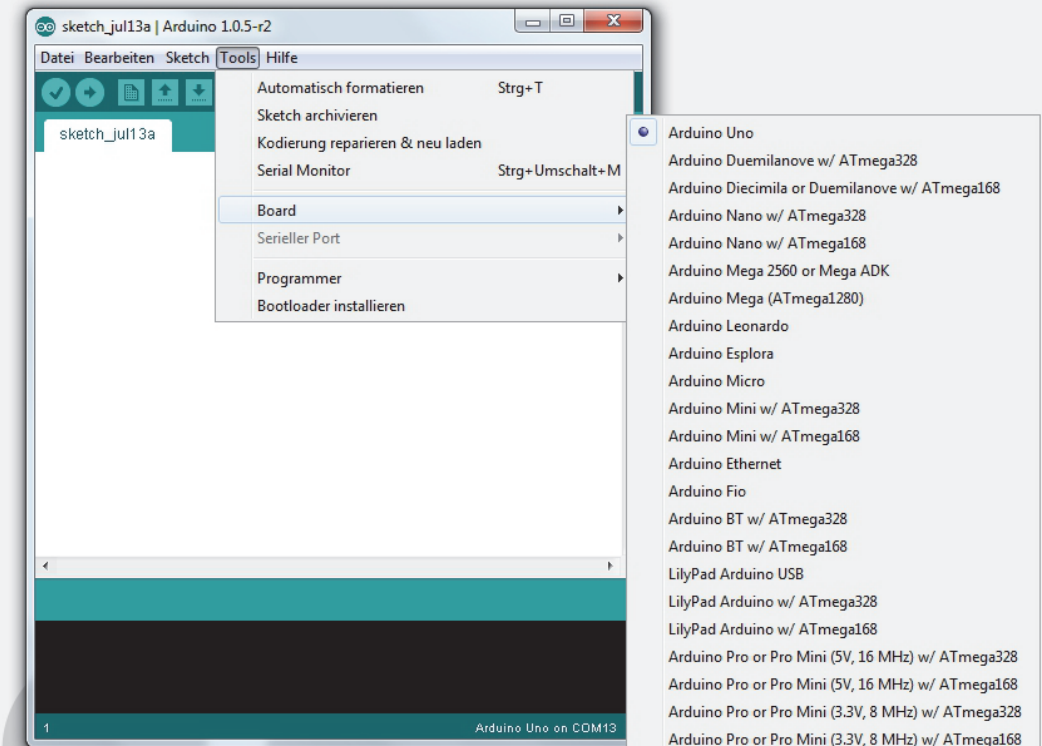 sketch_jul13a | Arduino 1.0.5-r2
Datei Bearbeiten Sketch Tools Hilfe
sketch_jul13a
Automatisch formatieren Strg+T
Sketch archivieren
Kodierung reparieren & neu laden
Serial Monitor Strg+Umschalt+M
Board
Serieller Port
Programmer
Bootloader installieren
Arduino Uno
Arduino Duemilanove w/ ATmega328
Arduino Diecimila or Duemilanove w/ ATmega168
Arduino Nano w/ ATmega328
Arduino Nano w/ ATmega168
Arduino Mega 2560 or Mega ADK
Arduino Mega (ATmega1280)
Arduino Leonardo
Arduino Esplora
Arduino Micro
Arduino Mini w/ ATmega328
Arduino Mini w/ ATmega168
Arduino Ethernet
Arduino Fio
Arduino BT w/ ATmega328
Arduino BT w/ ATmega168
LilyPad Arduino USB
LilyPad Arduino w/ ATmega328
LilyPad Arduino w/ ATmega168
Arduino Pro or Pro Mini (5V, 16 MHz) w/ ATmega328
Arduino Pro or Pro Mini (5V, 16 MHz) w/ ATmega168
Arduino Pro or Pro Mini (3.3V, 8 MHz) w/ ATmega328
Arduino Pro or Pro Mini (3.3V, 8 MHz) w/ ATmega168
1 Arduino Uno on COM13